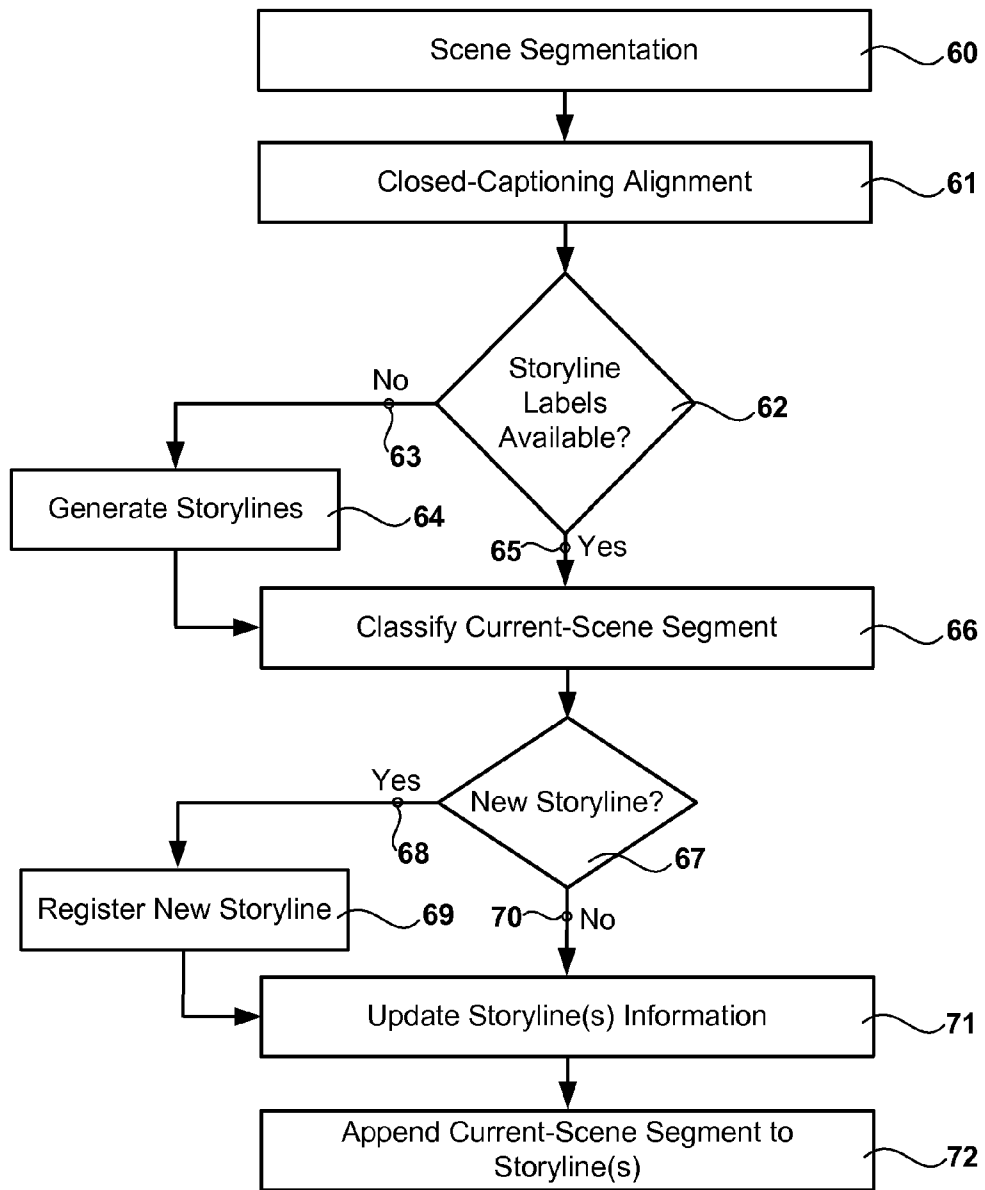 Scene Segmentation
60
Closed-Captioning Alignment
61
Storyline
Labels
Available?
62
No
63
Generate Storylines
64
65
Yes
Classify Current-Scene Segment
66
New Storyline?
67
Yes
68
Register New Storyline
69
70
No
Update Storyline(s) Information
71
Append Current-Scene Segment to
Storyline(s)
72